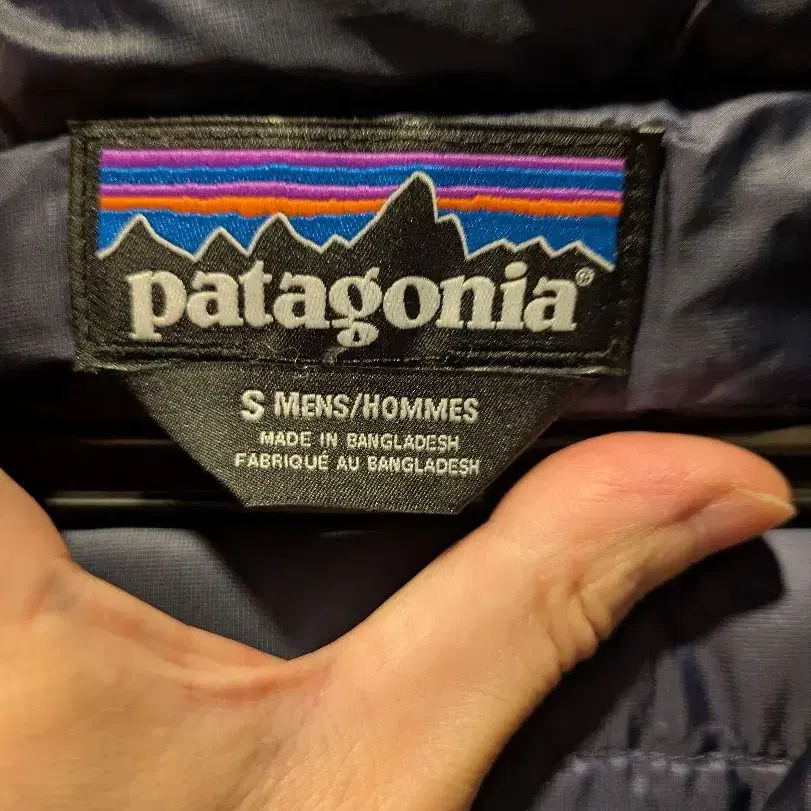 patagonia®
S MENS/HOMMES
MADE IN BANGLADESH
FABRIQUÉ AU BANGLADESH